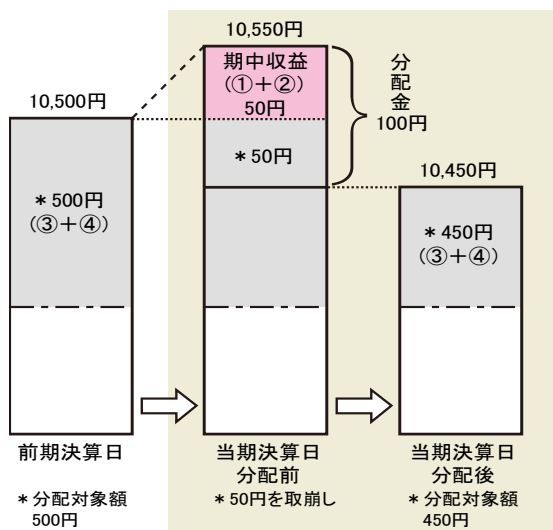 10,500円
＊500円
（③＋④）
前期決算日
＊分配対象額
500円
10,550円
期中収益
（①＋②）
50円
＊50円
分配金
100円
当期決算日
分配前
＊50円を取崩し
10,450円
＊450円
（③＋④）
当期決算日
分配後
＊分配対象額
450円